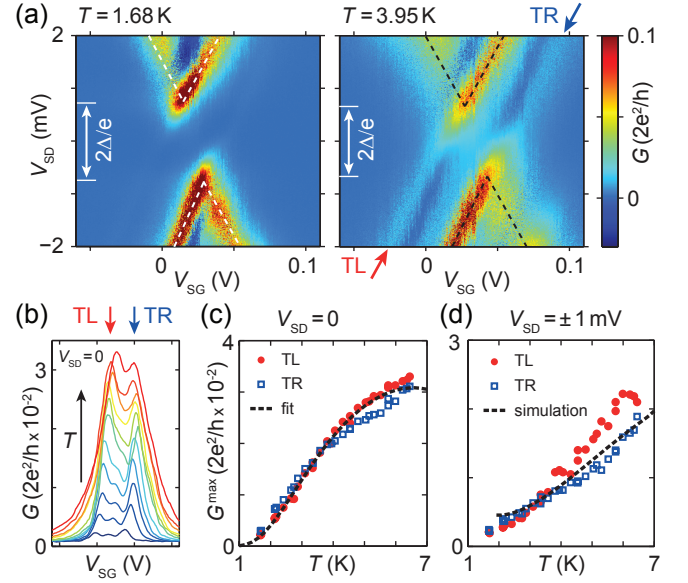 (a) T = 1.68 K T = 3.95 K TR
V_SD (mV)
2
−2
2Δ/e
2Δ/e
TL
0 0.1
V_SG (V)
0 0.1
V_SG (V)
0.1
0
G (2e²/h)
(b) TL TR
V_SD = 0
T
G (2e²/h x 10⁻²)
3
0
V_SG (V)
(c) V_SD = 0
TL
TR
fit
G^max (2e²/h x 10⁻²)
4
0
1 T (K) 7
(d) V_SD = ± 1 mV
TL
TR
simulation
3
0
1 T (K) 7